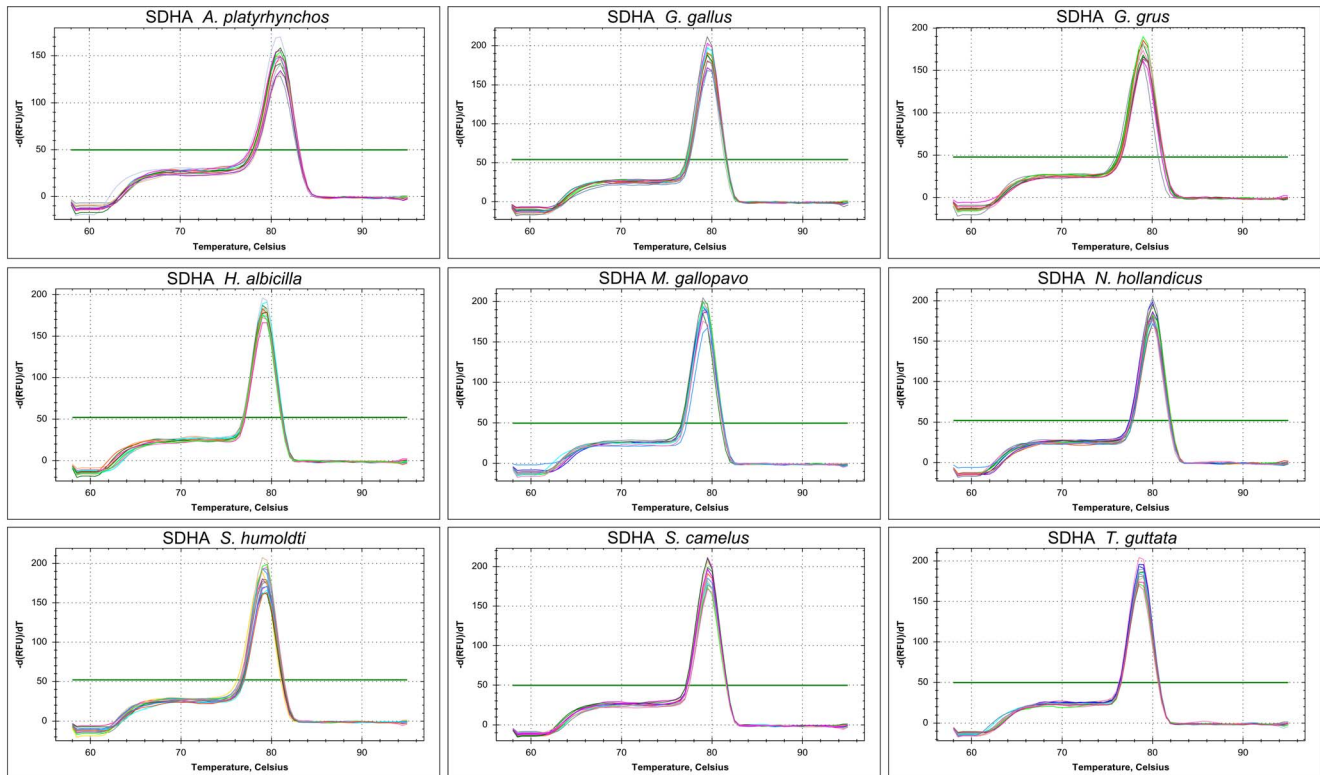 SDHA A. platyrhynchos
-d(RFU)/dT
150
100
50
0
60
70
80
90
Temperature, Celsius
SDHA G. gallus
-d(RFU)/dT
200
150
100
50
0
60
70
80
90
Temperature, Celsius
SDHA G. grus
-d(RFU)/dT
200
150
100
50
0
60
70
80
90
Temperature, Celsius
SDHA H. albicilla
-d(RFU)/dT
200
150
100
50
0
60
70
80
90
Temperature, Celsius
SDHA M. gallopavo
-d(RFU)/dT
200
150
100
50
0
60
70
80
90
Temperature, Celsius
SDHA N. hollandicus
-d(RFU)/dT
200
150
100
50
0
60
70
80
90
Temperature, Celsius
SDHA S. humoldti
-d(RFU)/dT
200
150
100
50
0
60
70
80
90
Temperature, Celsius
SDHA S. camelus
-d(RFU)/dT
200
150
100
50
0
60
70
80
90
Temperature, Celsius
SDHA T. guttata
-d(RFU)/dT
200
150
100
50
0
60
70
80
90
Temperature, Celsius